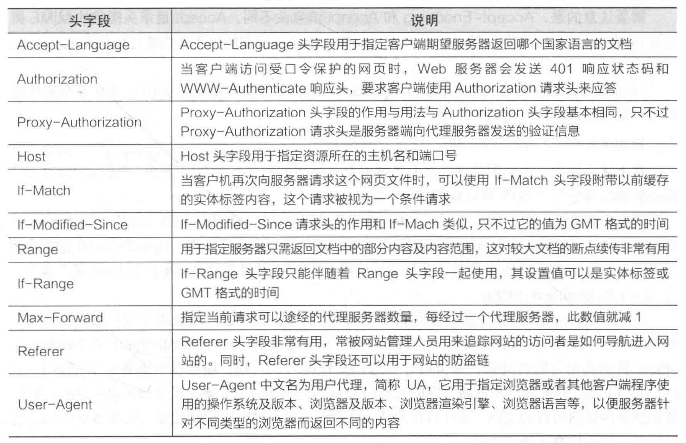 头字段 说明
Accept-Language Accept-Language 头字段用于指定客户端期望服务器返回哪个国家语言的文档
Authorization 当客户端访问受口令保护的网页时，Web 服务器会发送 401 响应状态码和
WWW-Authenticate 响应头，要求客户端使用 Authorization 请求头来应答
Proxy-Authorization Proxy-Authorization 头字段的作用与用法与 Authorization 头字段基本相同，只不过
Proxy-Authorization 请求头是服务器端向代理服务器发送的验证信息
Host Host 头字段用于指定资源所在的主机名和端口号
If-Match 当客户机再次向服务器请求这个网页文件时，可以使用 If-Match 头字段附带以前缓存
的实体标签内容，这个请求被视为一个条件请求
If-Modified-Since If-Modified-Since 请求头的作用和 If-Mach 类似，只不过它的值为 GMT 格式的时间
Range 用于指定服务器只需返回文档中的部分内容及内容范围，这对较大文档的断点续传非常有用
If-Range If-Range 头字段只能伴随着 Range 头字段一起使用，其设置值可以是实体标签或
GMT 格式的时间
Max-Forward 指定当前请求可以途经的代理服务器数量，每经过一个代理服务器，此数值就减 1
Referer Referer 头字段非常有用，常被网站管理人员用来追踪网站的访问者是如何导航进入网
站的。同时，Referer 头字段还可以用于网站的防盗链
User-Agent User-Agent 中文名为用户代理，简称 UA，它用于指定浏览器或者其他客户端程序使
用的操作系统及版本、浏览器及版本、浏览器渲染引擎、浏览器语言等，以便服务器针
对不同类型的浏览器而返回不同的内容